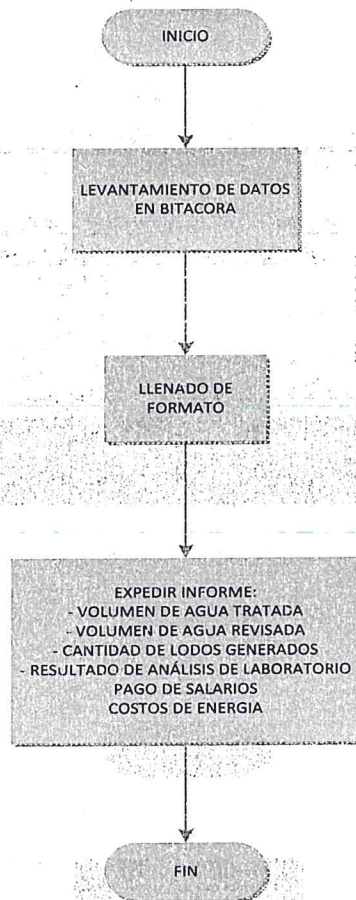 INICIO
LEVANTAMIENTO DE DATOS
EN BITACORA
LLENADO DE
FORMATO
EXPEDIR INFORME:
- VOLUMEN DE AGUA TRATADA
- VOLUMEN DE AGUA REVISADA
- CANTIDAD DE LODOS GENERADOS
- RESULTADO DE ANÁLISIS DE LABORATORIO
PAGO DE SALARIOS
COSTOS DE ENERGIA
FIN